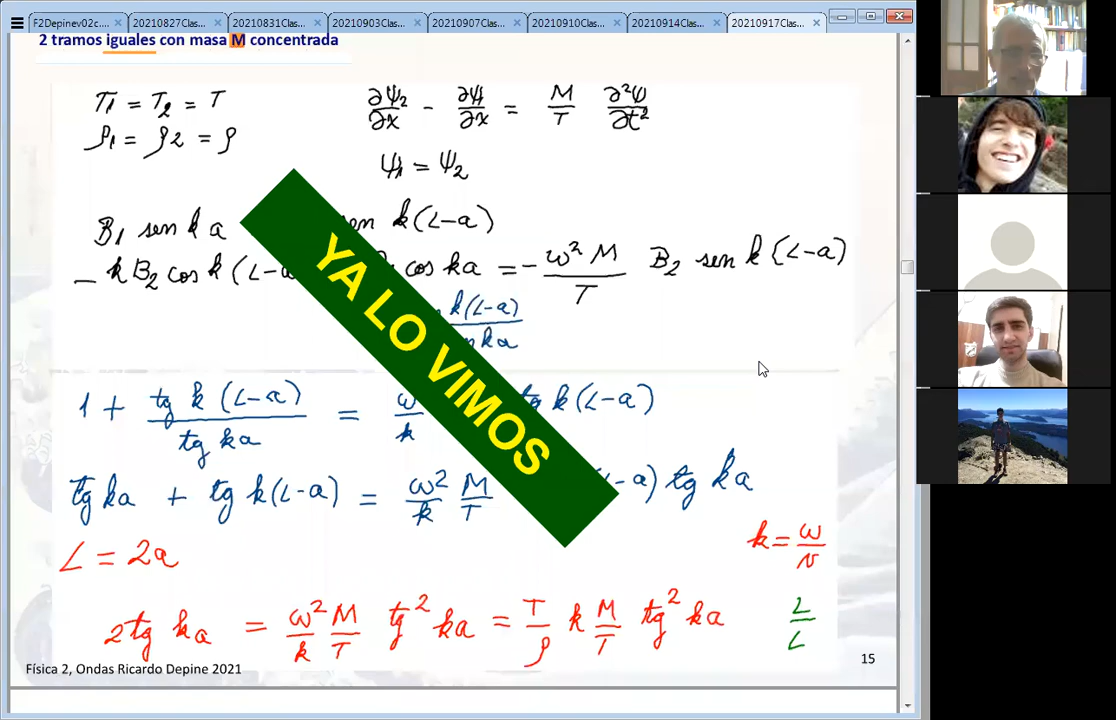 F2Depinev02c. 20210827Clas 20210831Clas 20210903Clas 20210907Clas 20210910Clas 20210914Clas 20210917Clas
2 tramos iguales con masa M concentrada
T1 = T2 = T ∂ψ2/∂x - ∂ψ1/∂x = M/T ∂²ψ/∂t²
ρ1 = ρ2 = ρ
ψ1 = ψ2
B1 sen k a sen k(L-a)
- k B2 cos k (L-a cos ka = - ω² M/T B2 sen k(L-a)
k(L-a)
ka
YA LO VIMOS
1 + tg k (L-a)/tg ka = ω/k tg k(L-a)
tg ka + tg k(L-a) = ω²/k M/T -a) tg ka
L = 2a k = ω/v
2 tg ka = ω²/k M/T tg² ka = T/ρ k M/T tg² ka L/L
Física 2, Ondas Ricardo Depine 2021 15